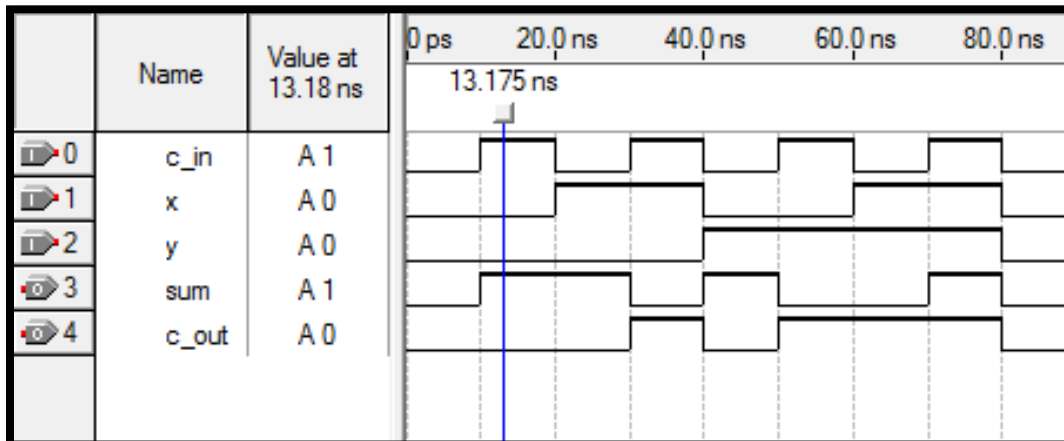 Name
Value at
13.18 ns
0 ps 20.0 ns 40.0 ns 60.0 ns 80.0 ns
13.175 ns
I 0 c_in A 1
I 1 x A 0
I 2 y A 0
O 3 sum A 1
O 4 c_out A 0